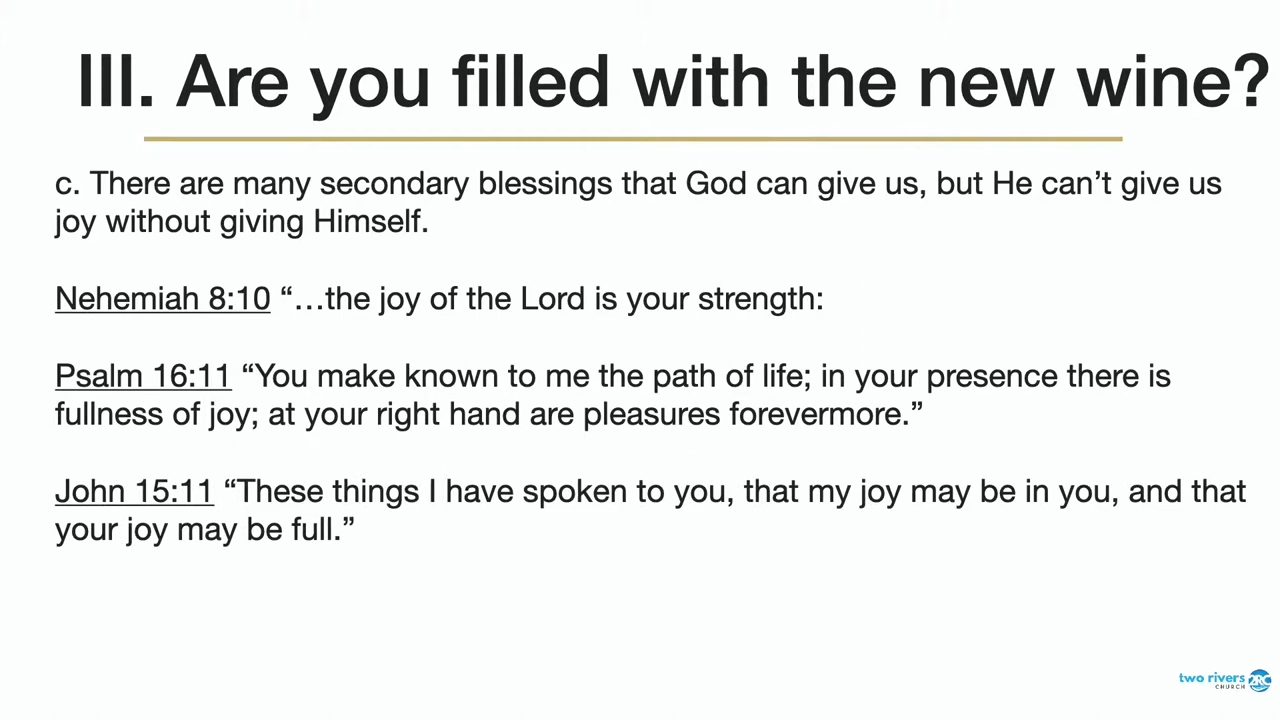 III. Are you filled with the new wine?
c. There are many secondary blessings that God can give us, but He can’t give us
joy without giving Himself.
Nehemiah 8:10 “…the joy of the Lord is your strength:
Psalm 16:11 “You make known to me the path of life; in your presence there is
fullness of joy; at your right hand are pleasures forevermore.”
John 15:11 “These things I have spoken to you, that my joy may be in you, and that
your joy may be full.”
two rivers
CHURCH
2RC